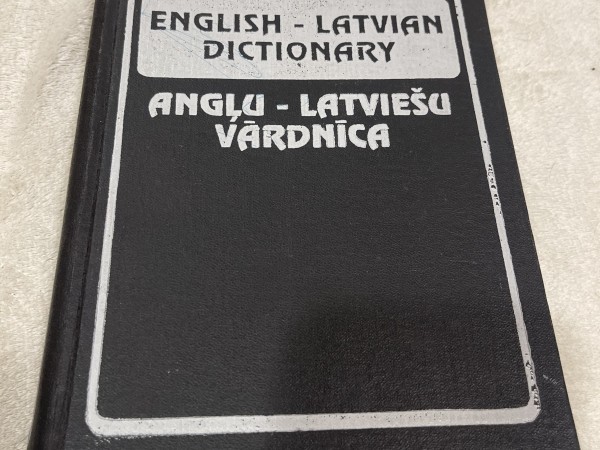 ENGLISH - LATVIAN
DICTIONARY
ANGĻU - LATVIEŠU
VĀRDNĪCA